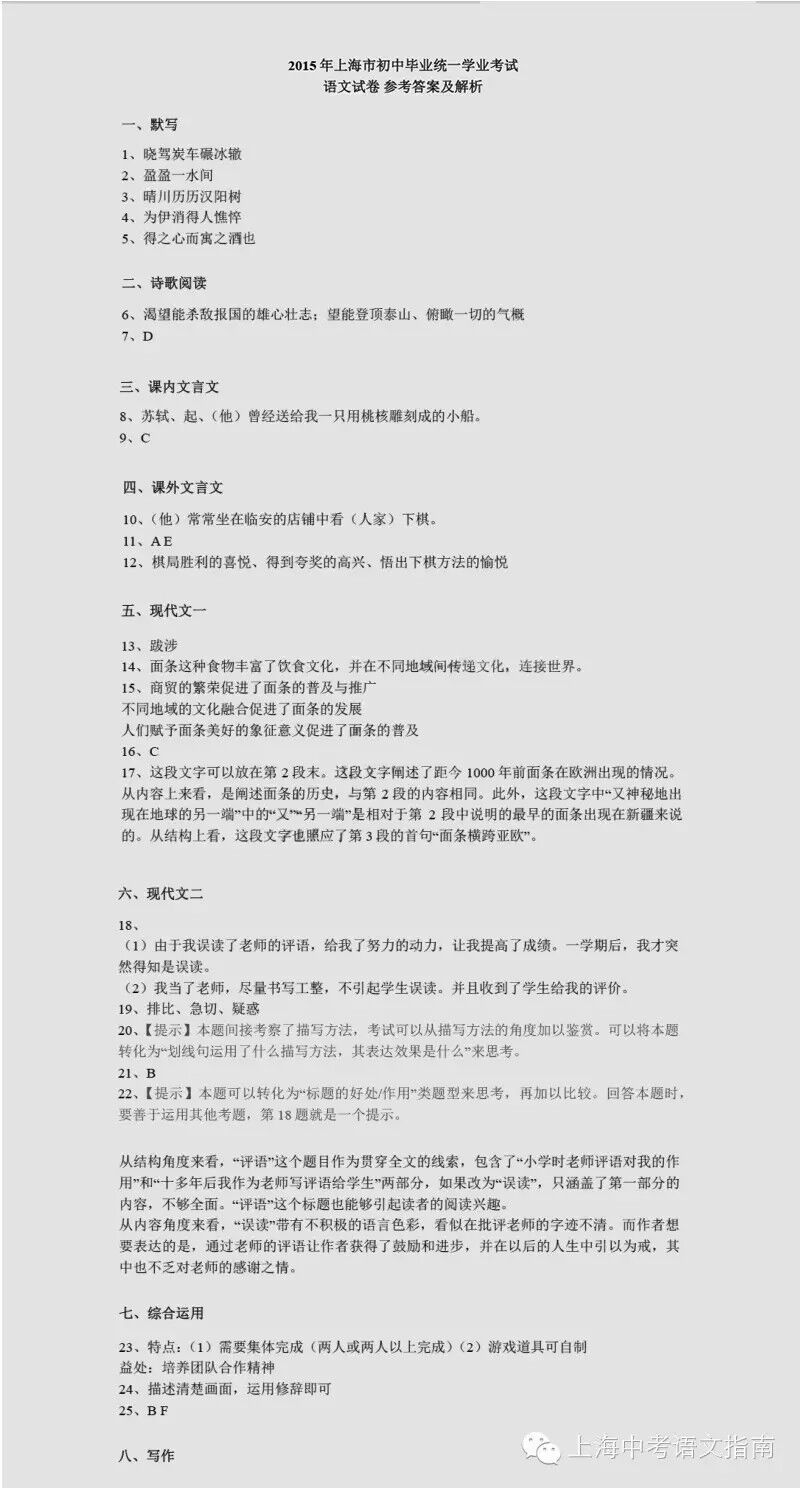 2015年上海市初中毕业统一学业考试
语文试卷 参考答案及解析
一、默写
1、晓驾炭车碾冰辙
2、盈盈一水间
3、晴川历历汉阳树
4、为伊消得人憔悴
5、得之心而寓之酒也
二、诗歌阅读
6、渴望能杀敌报国的雄心壮志；望能登顶泰山、俯瞰一切的气概
7、D
三、课内文言文
8、苏轼、起、（他）曾经送给我一只用桃核雕刻成的小船。
9、C
四、课外文言文
10、（他）常常坐在临安的店铺中看（人家）下棋。
11、A E
12、棋局胜利的喜悦、得到夸奖的高兴、悟出下棋方法的愉悦
五、现代文一
13、跋涉
14、面条这种食物丰富了饮食文化，并在不同地域间传递文化，连接世界。
15、商贸的繁荣促进了面条的普及与推广
不同地域的文化融合促进了面条的发展
人们赋予面条美好的象征意义促进了面条的普及
16、C
17、这段文字可以放在第2段末。这段文字阐述了距今1000年前面条在欧洲出现的情况。
从内容上来看，是阐述面条的历史，与第2段的内容相同。此外，这段文字中“又神秘地出
现在地球的另一端”中的“又”“另一端”是相对于第 2 段中说明的最早的面条出现在新疆来说
的。从结构上看，这段文字也照应了第3段的首句“面条横跨亚欧”。
六、现代文二
18、
（1）由于我误读了老师的评语，给我了努力的动力，让我提高了成绩。一学期后，我才突
然得知是误读。
（2）我当了老师，尽量书写工整，不引起学生误读。并且收到了学生给我的评价。
19、排比、急切、疑惑
20、【提示】本题间接考察了描写方法，考试可以从描写方法的角度加以鉴赏。可以将本题
转化为“划线句运用了什么描写方法，其表达效果是什么”来思考。
21、B
22、【提示】本题可以转化为“标题的好处/作用”类题型来思考，再加以比较。回答本题时，
要善于运用其他考题，第18题就是一个提示。
从结构角度来看，“评语”这个题目作为贯穿全文的线索，包含了“小学时老师评语对我的作
用”和“十多年后我作为老师写评语给学生”两部分，如果改为“误读”，只涵盖了第一部分的
内容，不够全面。“评语”这个标题也能够引起读者的阅读兴趣。
从内容角度来看，“误读”带有不积极的语言色彩，看似在批评老师的字迹不清。而作者想
要表达的是，通过老师的评语让作者获得了鼓励和进步，并在以后的人生中引以为戒，其
中也不乏对老师的感谢之情。
七、综合运用
23、特点：（1）需要集体完成（两人或两人以上完成）（2）游戏道具可自制
益处：培养团队合作精神
24、描述清楚画面，运用修辞即可
25、B F
八、写作
上海中考语文指南